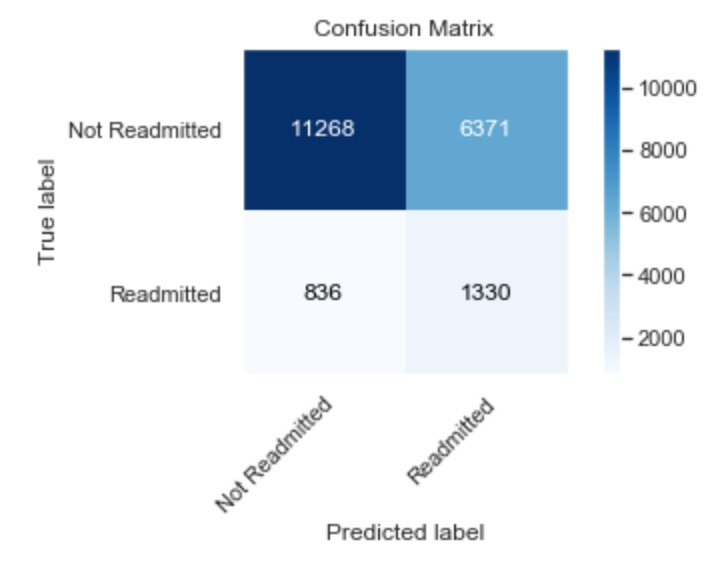 Confusion Matrix
Not Readmitted
11268
6371
Readmitted
836
1330
True label
Not Readmitted
Readmitted
Predicted label
10000
8000
6000
4000
2000